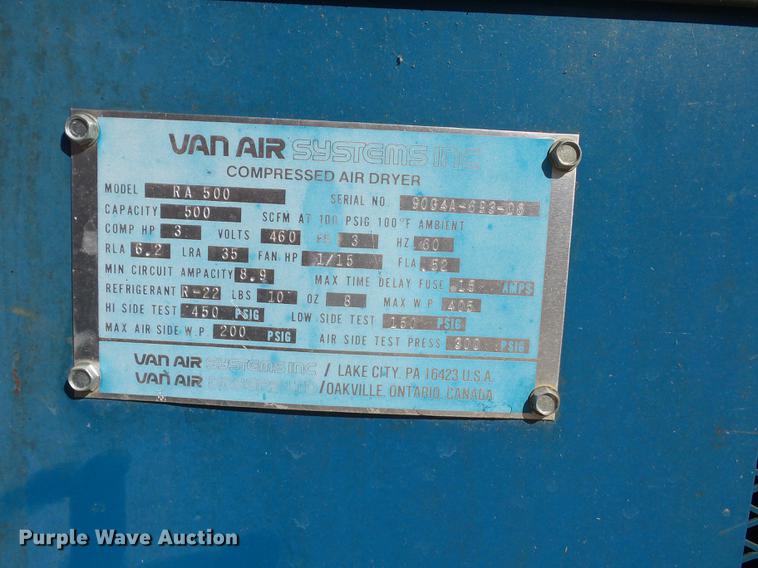 VAN AIR SYSTEMS INC
COMPRESSED AIR DRYER
MODEL RA 500 SERIAL NO.
CAPACITY 500 SCFM AT 100 PSIG 100°F AMBIENT
COMP HP 3 VOLTS 460 PH 3 HZ 60
RLA 6.2 LRA 35 FAN HP 1/15 FLA .52
MIN CIRCUIT AMPACITY 8.9 MAX TIME DELAY FUSE 15 AMPS
REFRIGERANT R-22 LBS 10 OZ 8 MAX W.P. 405
HI SIDE TEST 450 PSIG LOW SIDE TEST 150 PSIG
MAX AIR SIDE W.P. 200 PSIG AIR SIDE TEST PRESS 300 PSIG
VAN AIR SYSTEMS INC / LAKE CITY, PA 16423 U.S.A.
VAN AIR / OAKVILLE, ONTARIO, CANADA
Purple Wave Auction